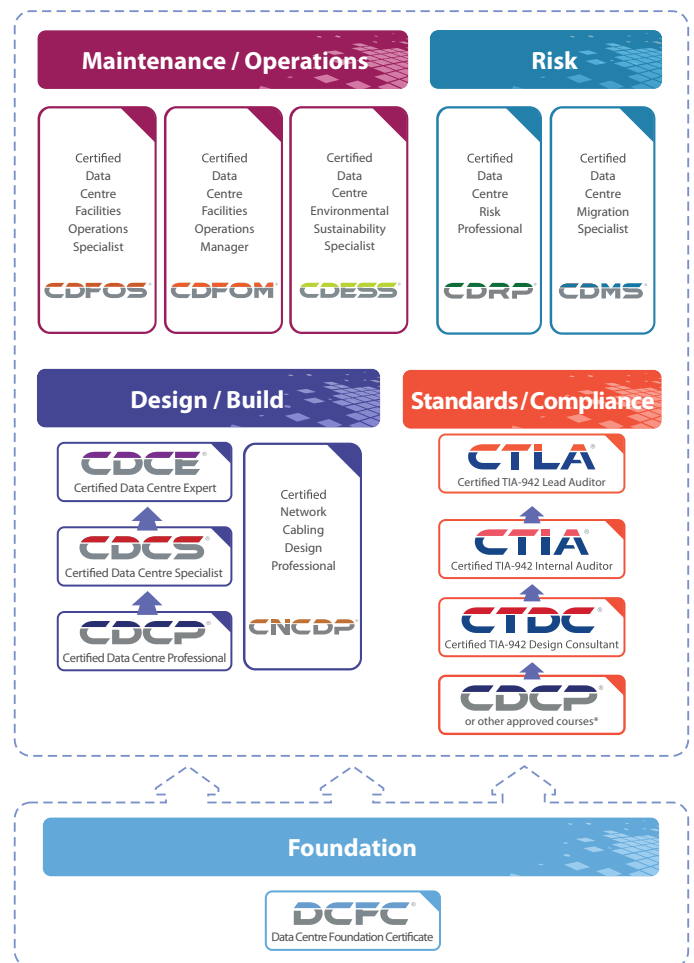 Maintenance / Operations
Certified
Data
Centre
Facilities
Operations
Specialist
CDFOS®
Certified
Data
Centre
Facilities
Operations
Manager
CDFOM®
Certified
Data
Centre
Environmental
Sustainability
Specialist
CDESS®
Risk
Certified
Data
Centre
Risk
Professional
CDRP®
Certified
Data
Centre
Migration
Specialist
CDMS®
Design / Build
CDCE®
Certified Data Centre Expert
CDCS®
Certified Data Centre Specialist
CDCP®
Certified Data Centre Professional
Certified
Network
Cabling
Design
Professional
CNCDP®
Standards/Compliance
CTLA®
Certified TIA-942 Lead Auditor
CTIA®
Certified TIA-942 Internal Auditor
CTDC®
Certified TIA-942 Design Consultant
CDCP®
or other approved courses*
Foundation
DCFC®
Data Centre Foundation Certificate